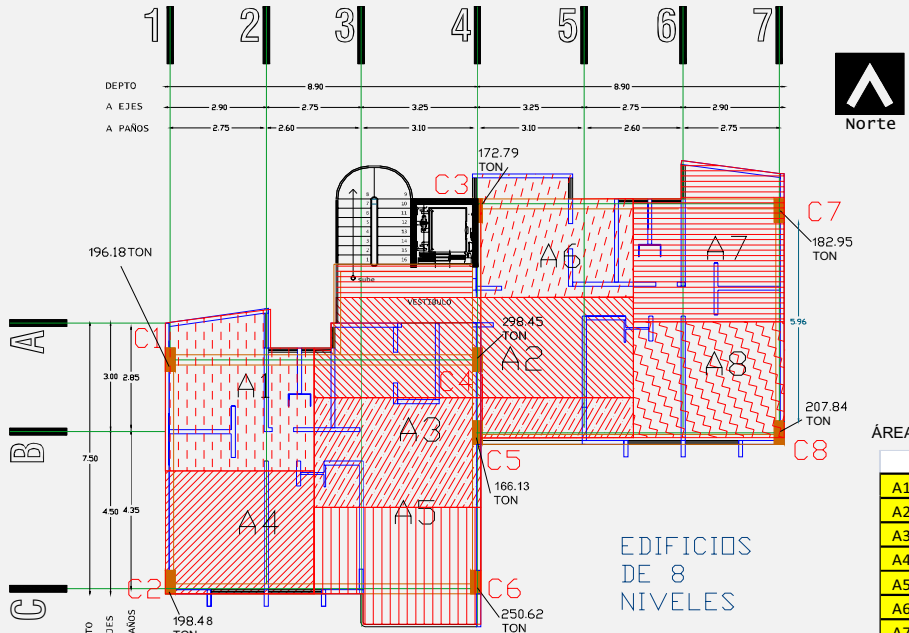 1 2 3 4 5 6 7
DEPTO 8.90 8.90
A EJES 2.90 2.75 3.25 3.25 2.75 2.90
A PAÑOS 2.75 2.60 3.10 3.10 2.60 2.75
Norte
172.79
TON
C3
C7
182.95
TON
196.18 TON
A6
A7
sube
VESTIBULO
298.45
TON
5.96
A
C1
3.00 2.85
A2
A8
C4
A1
207.84
TON
A3
B
C5
C8
ÁREA
7.50
166.13
TON
4.50 4.35
A4
A5
A1
A2
A3
A4
A5
A6
A7
EDIFICIOS
DE 8
NIVELES
C
C2
C6
198.48
TON
250.62
TON